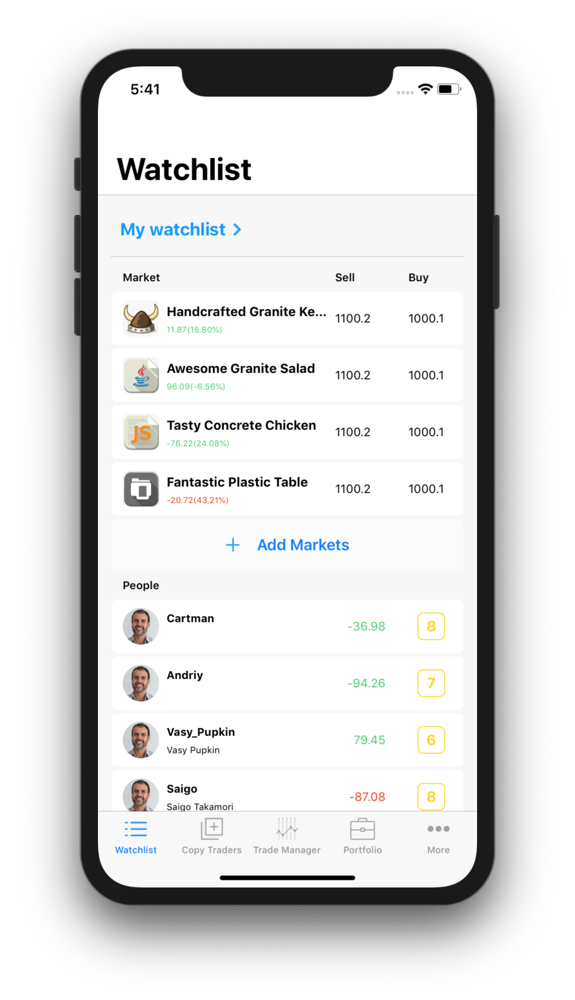 5:41
Watchlist
My watchlist
Market Sell Buy
Handcrafted Granite Ke... 1100.2 1000.1
11.87(15.80%)
Awesome Granite Salad 1100.2 1000.1
96.09(-6.56%)
JS
Tasty Concrete Chicken 1100.2 1000.1
-76.22(24.08%)
Fantastic Plastic Table 1100.2 1000.1
-20.72(43.21%)
+ Add Markets
People
Cartman -36.98 8
Andriy -94.26 7
Vasy_Pupkin 79.45 6
Vasy Pupkin
Saigo -87.08 8
Saigo Takamori
Watchlist Copy Traders Trade Manager Portfolio More